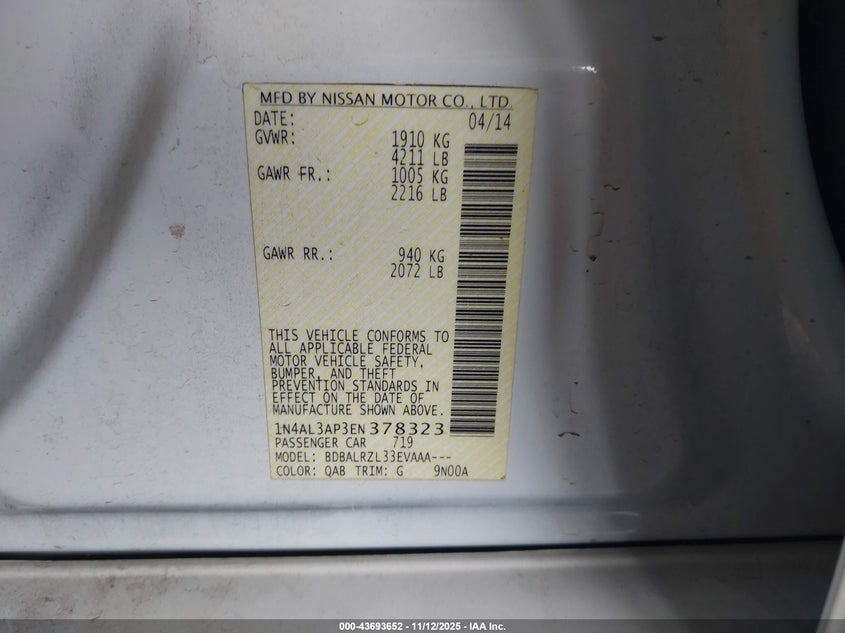 MFD BY NISSAN MOTOR CO., LTD.
DATE: 04/14
GVWR: 1910 KG
4211 LB
GAWR FR.: 1005 KG
2216 LB
GAWR RR.: 940 KG
2072 LB
THIS VEHICLE CONFORMS TO
ALL APPLICABLE FEDERAL
MOTOR VEHICLE SAFETY,
BUMPER, AND THEFT
PREVENTION STANDARDS IN
EFFECT ON THE DATE OF
MANUFACTURE SHOWN ABOVE.
1N4AL3AP3EN378323
PASSENGER CAR 719
MODEL: BDBALRZL33EVAAA---
COLOR: QAB TRIM: G 9N00A
000-43693652 - 11/12/2025 - IAA Inc.